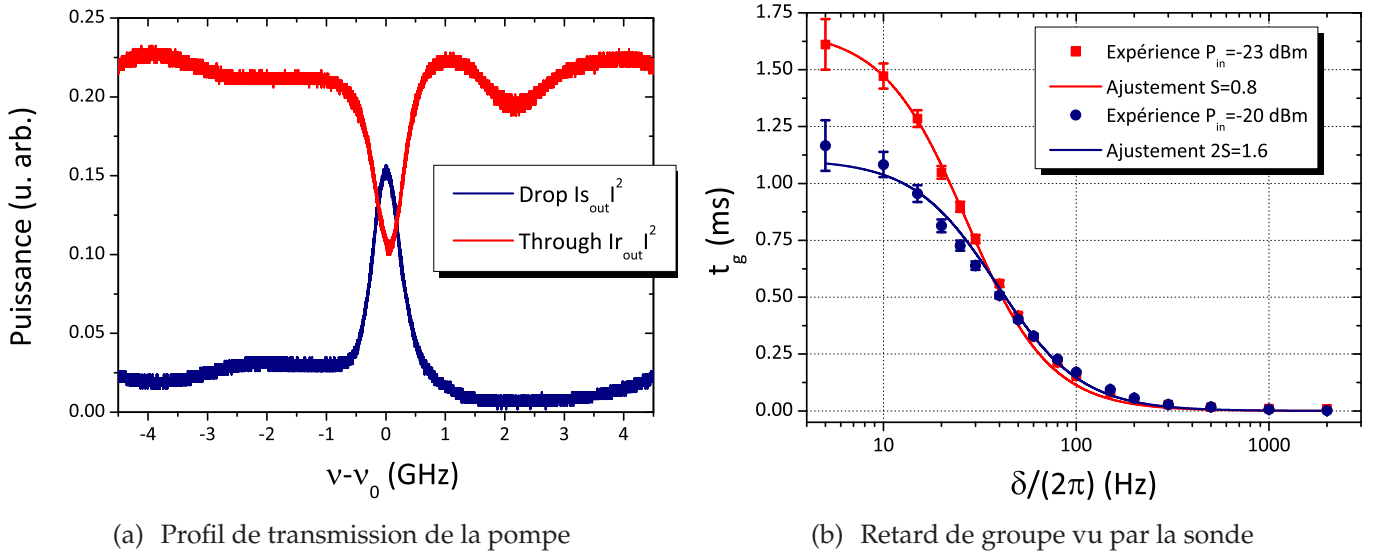 0.25
0.20
0.15
0.10
0.05
0.00
Puissance (u. arb.)
-4 -3 -2 -1 0 1 2 3 4
ν-ν0 (GHz)
Drop Is_out I^2
Through Ir_out I^2
(a) Profil de transmission de la pompe
1.75
1.50
1.25
1.00
0.75
0.50
0.25
0.00
t_g (ms)
10 100 1000
δ/(2π) (Hz)
Expérience P_in=-23 dBm
Ajustement S=0.8
Expérience P_in=-20 dBm
Ajustement 2S=1.6
(b) Retard de groupe vu par la sonde